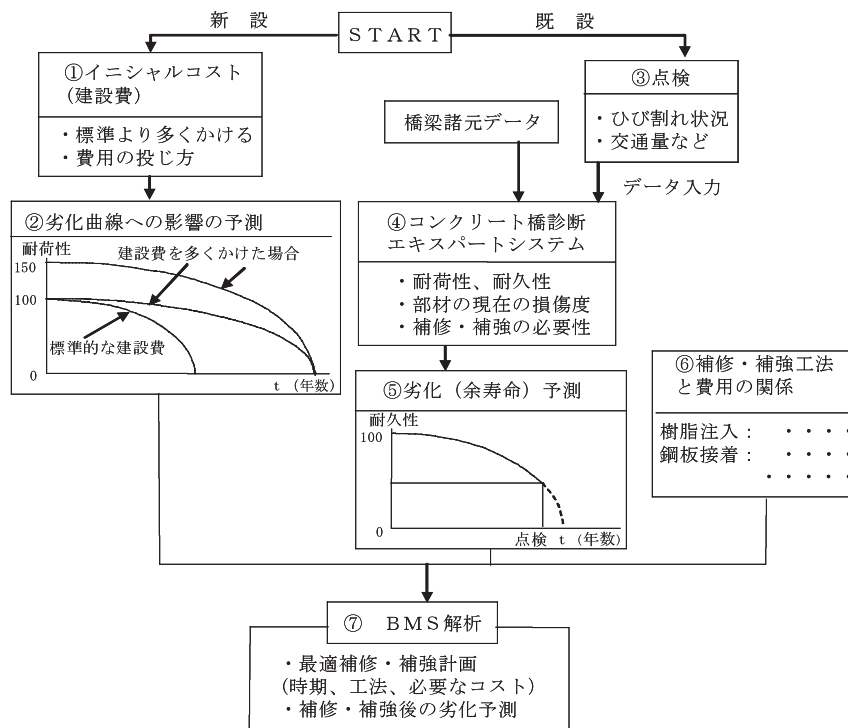 新　設
ＳＴＡＲＴ
既　設
①イニシャルコスト
（建設費）
・標準より多くかける
・費用の投じ方
③点検
・ひび割れ状況
・交通量など
橋梁諸元データ
データ入力
②劣化曲線への影響の予測
耐荷性
150
100
0
建設費を多くかけた場合
標準的な建設費
t （年数）
④コンクリート橋診断
エキスパートシステム
・耐荷性、耐久性
・部材の現在の損傷度
・補修・補強の必要性
⑤劣化（余寿命）予測
耐久性
100
0
点検 t （年数）
⑥補修・補強工法
と費用の関係
樹脂注入：　・・・・
鋼板接着：　・・・・
・・・・・
⑦　ＢＭＳ解析
・最適補修・補強計画
（時期、工法、必要なコスト）
・補修・補強後の劣化予測